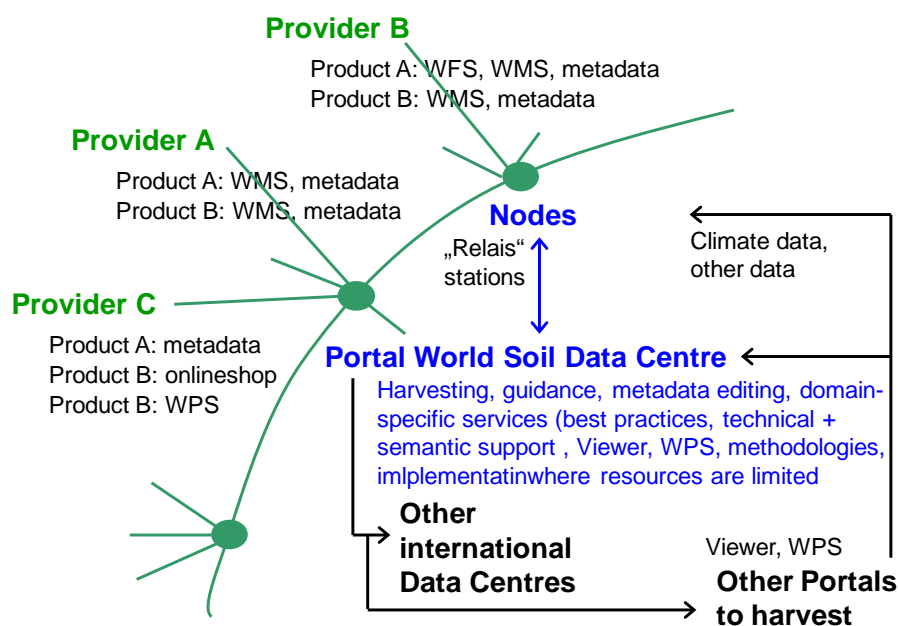 Provider B
Product A: WFS, WMS, metadata
Product B: WMS, metadata
Provider A
Product A: WMS, metadata
Product B: WMS, metadata
Nodes
„Relais“
stations
Climate data,
other data
Provider C
Product A: metadata
Product B: onlineshop
Product B: WPS
Portal World Soil Data Centre
Harvesting, guidance, metadata editing, domain-
specific services (best practices, technical +
semantic support , Viewer, WPS, methodologies,
imlplementatinwhere resources are limited
Other
international
Data Centres
Viewer, WPS
Other Portals
to harvest